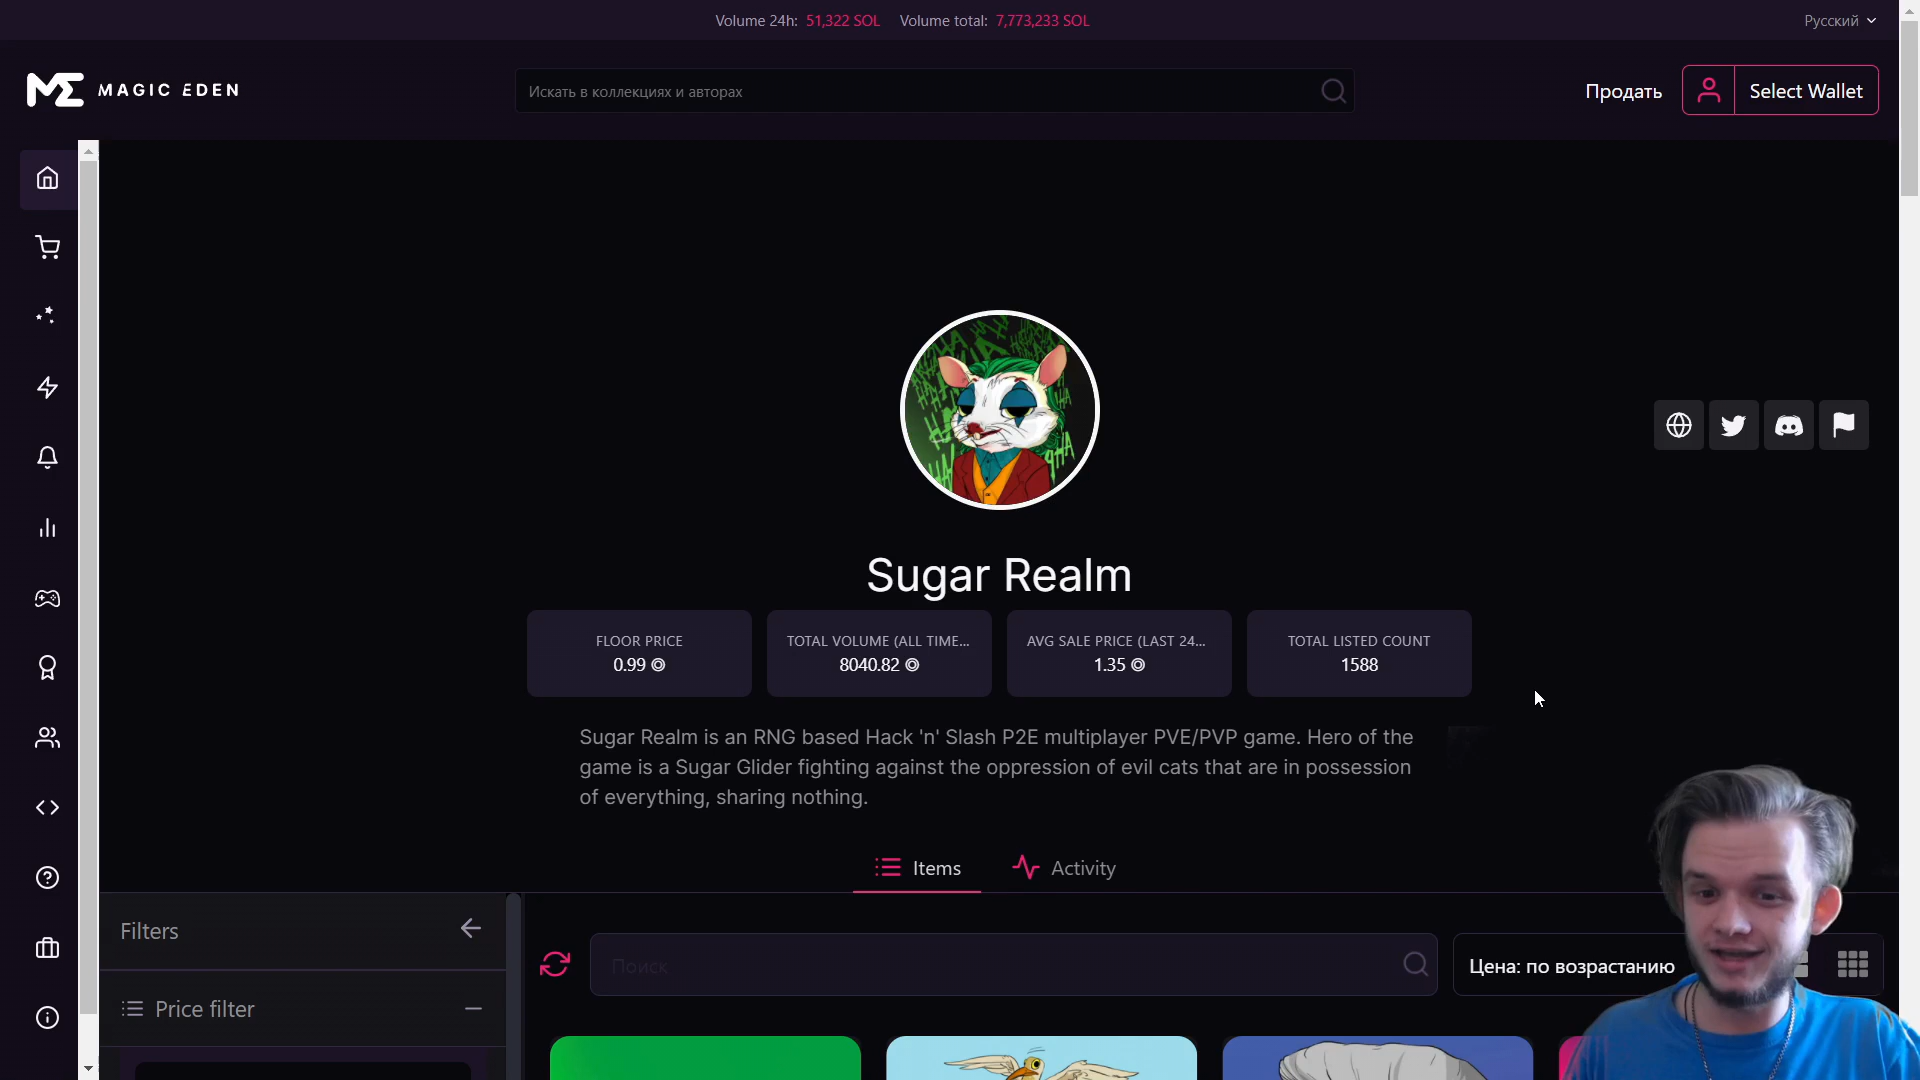 Volume 24h: 51,322 SOL Volume total: 7,773,233 SOL
Русский
MAGIC EDEN
Искать в коллекциях и авторах
Продать
Select Wallet
Sugar Realm
FLOOR PRICE
0.99
TOTAL VOLUME (ALL TIME...
8040.82
AVG SALE PRICE (LAST 24...
1.35
TOTAL LISTED COUNT
1588
Sugar Realm is an RNG based Hack 'n' Slash P2E multiplayer PVE/PVP game. Hero of the
game is a Sugar Glider fighting against the oppression of evil cats that are in possession
of everything, sharing nothing.
Items
Activity
Filters
Поиск
Цена: по возрастанию
Price filter